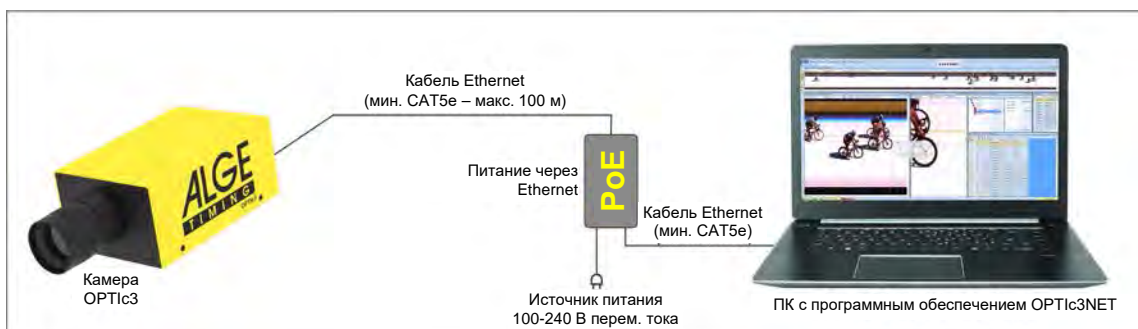 Кабель Ethernet
(мин. CAT5e – макс. 100 м)
ALGE
TIMING
OPTIc3
Питание через
Ethernet
PoE
Кабель Ethernet
(мин. CAT5e)
Камера
OPTIc3
Источник питания
100-240 В перем. тока
ПК с программным обеспечением OPTIc3NET